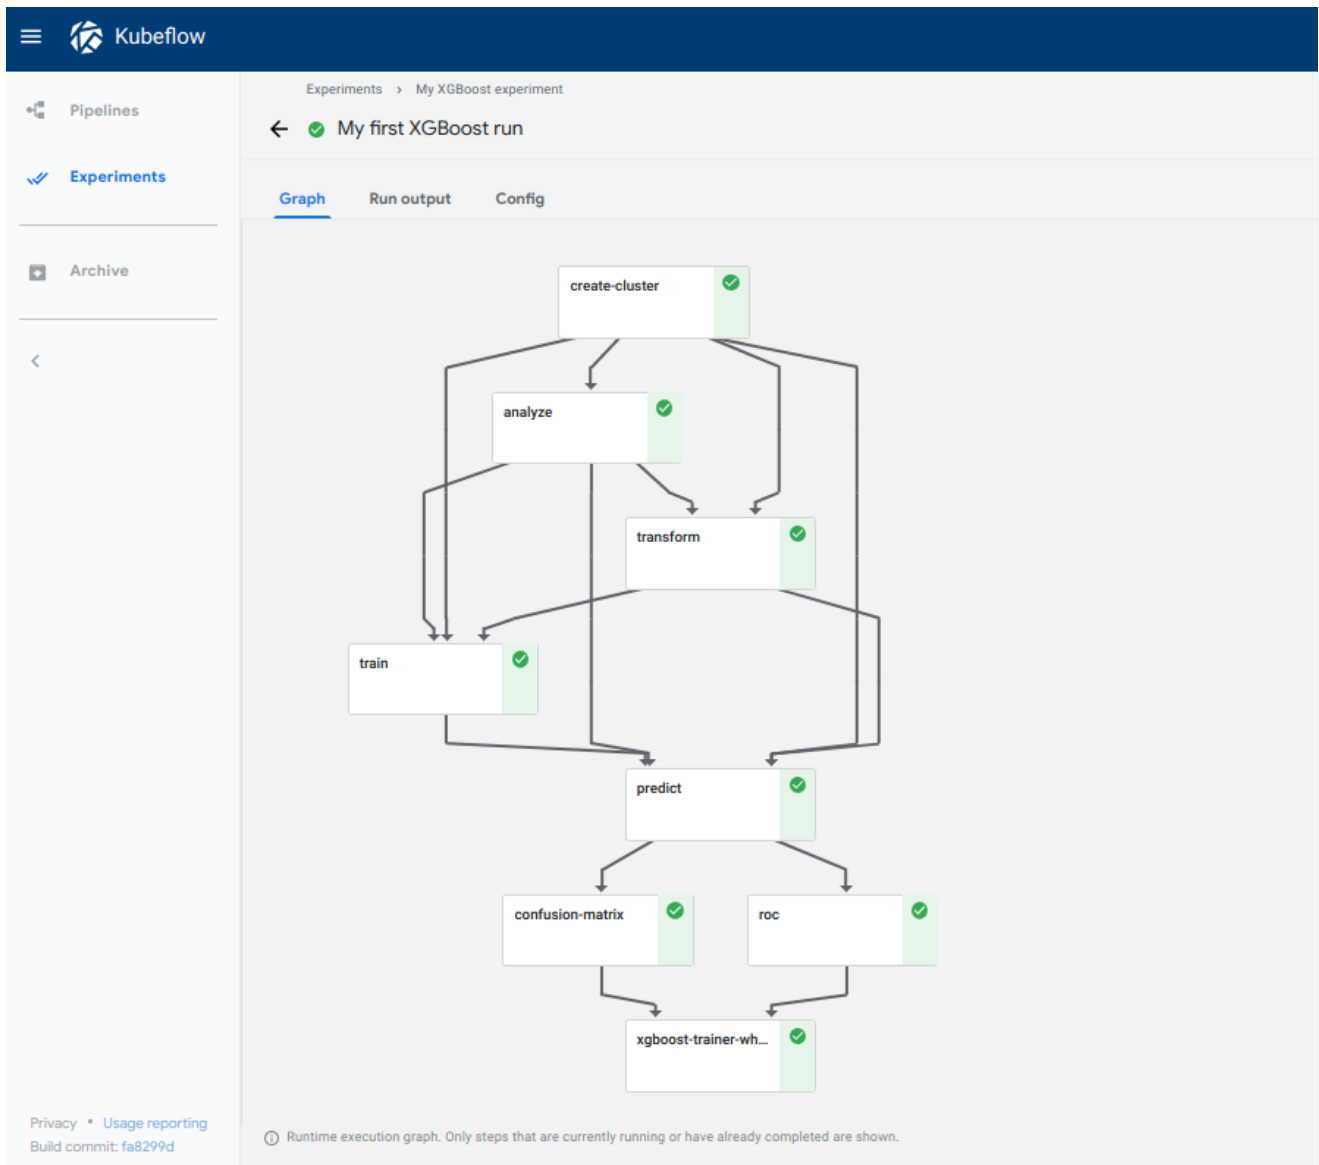 Kubeflow
Experiments > My XGBoost experiment
My first XGBoost run
Pipelines
Experiments
Archive
Graph Run output Config
create-cluster
analyze
transform
train
predict
confusion-matrix
roc
xgboost-trainer-wh...
Privacy • Usage reporting
Build commit: fa8299d
Runtime execution graph. Only steps that are currently running or have already completed are shown.